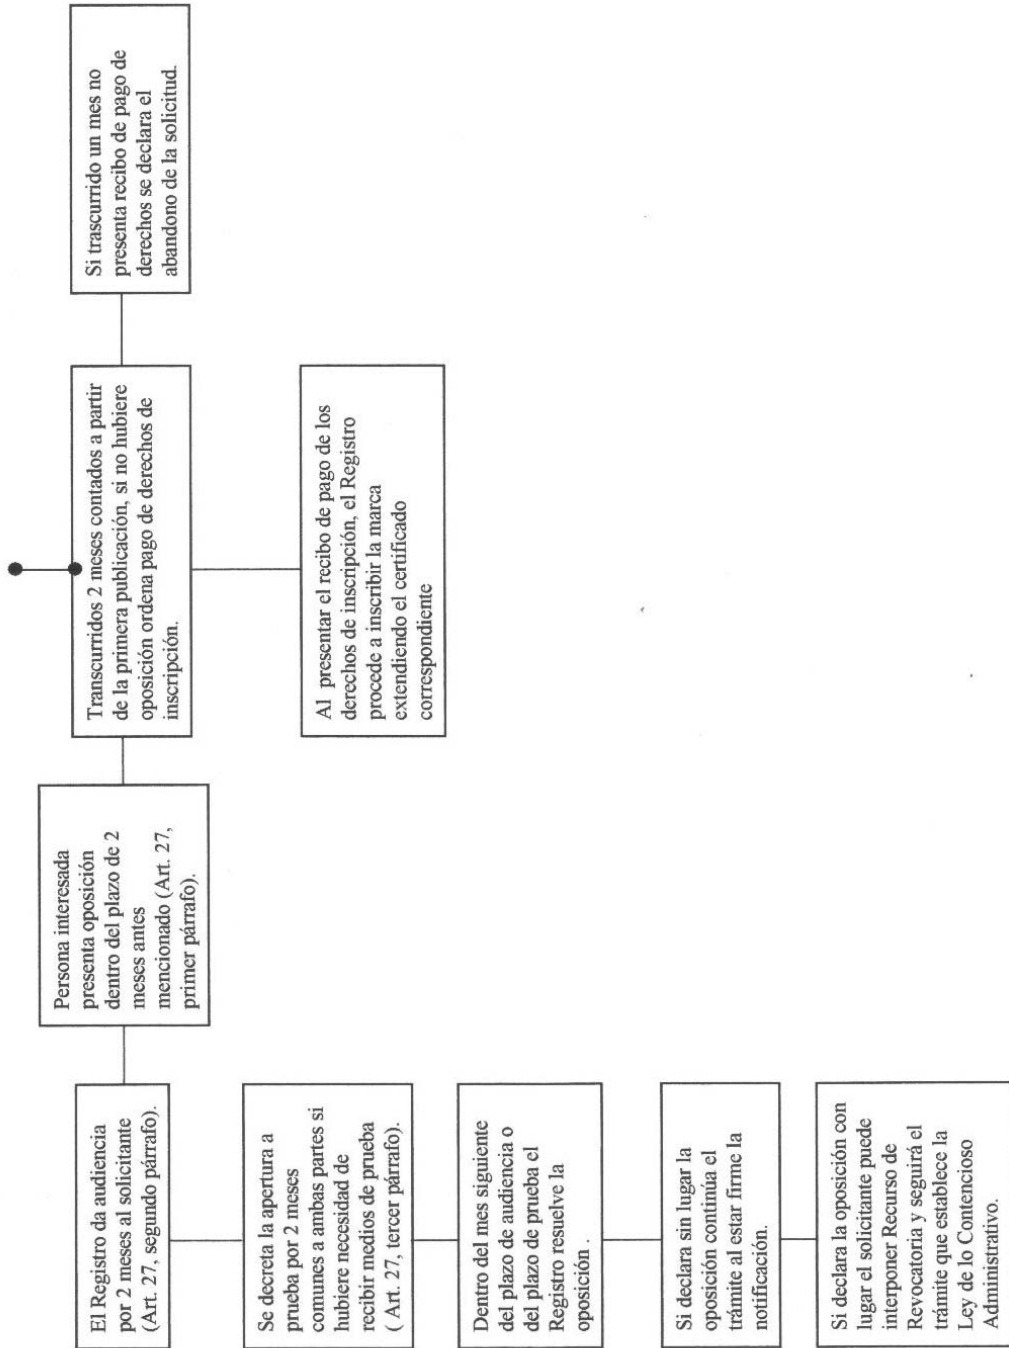 El Registro da audiencia
por 2 meses al solicitante
(Art. 27, segundo párrafo).
Persona interesada
presenta oposición
dentro del plazo de 2
meses antes
mencionado (Art. 27,
primer párrafo).
Transcurridos 2 meses contados a partir
de la primera publicación, si no hubiere
oposición ordena pago de derechos de
inscripción.
Si trascurrido un mes no
presenta recibo de pago de
derechos se declara el
abandono de la solicitud.
Se decreta la apertura a
prueba por 2 meses
comunes a ambas partes si
hubiere necesidad de
recibir medios de prueba
( Art. 27, tercer párrafo).
Al presentar el recibo de pago de los
derechos de inscripción, el Registro
procede a inscribir la marca
extendiendo el certificado
correspondiente
Dentro del mes siguiente
del plazo de audiencia o
del plazo de prueba el
Registro resuelve la
oposición .
Si declara sin lugar la
oposición continúa el
trámite al estar firme la
notificación.
Si declara la oposición con
lugar el solicitante puede
interponer Recurso de
Revocatoria y seguirá el
trámite que establece la
Ley de lo Contencioso
Administrativo.